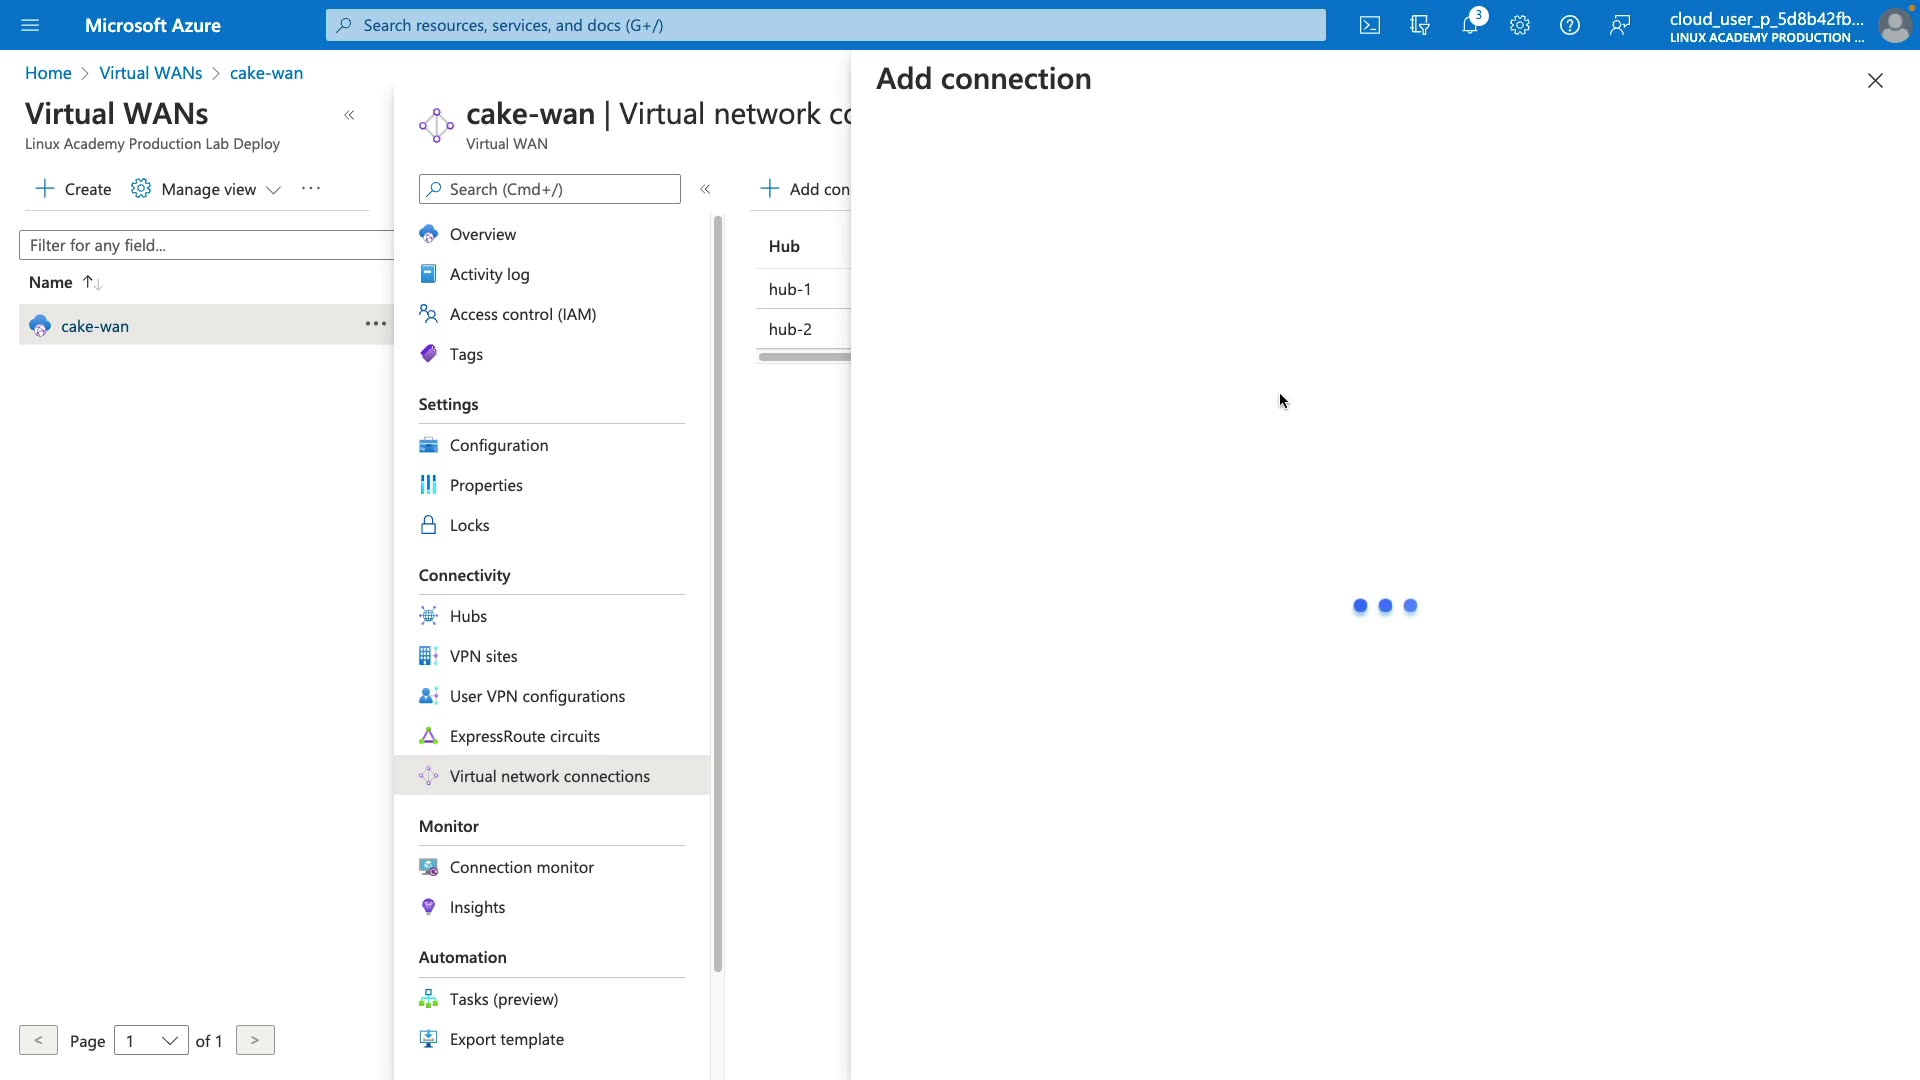 Microsoft Azure
Search resources, services, and docs (G+/)
3
cloud_user_p_5d8b42fb...
LINUX ACADEMY PRODUCTION ...
Home > Virtual WANs > cake-wan
Virtual WANs
Linux Academy Production Lab Deploy
«
+ Create Manage view ...
Filter for any field...
Name ↑↓
cake-wan ...
< Page 1 of 1 >
cake-wan | Virtual network co
Virtual WAN
Search (Cmd+/)
«
Overview
Activity log
Access control (IAM)
Tags
Settings
Configuration
Properties
Locks
Connectivity
Hubs
VPN sites
User VPN configurations
ExpressRoute circuits
Virtual network connections
Monitor
Connection monitor
Insights
Automation
Tasks (preview)
Export template
+ Add con
Hub
hub-1
hub-2
Add connection